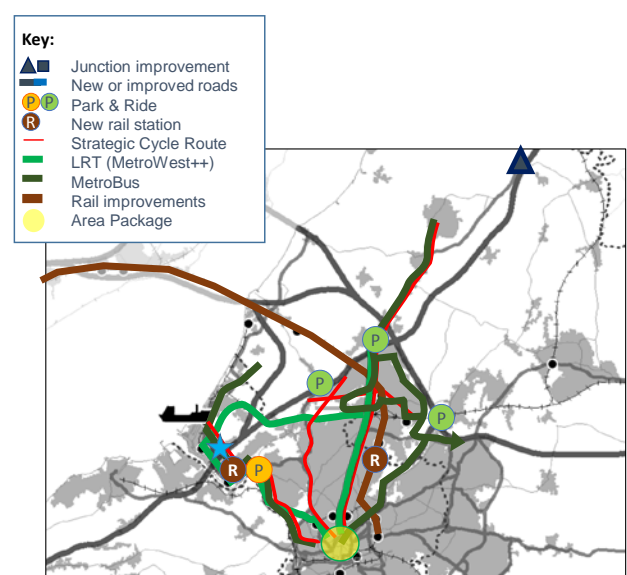 Key:
Junction improvement
New or improved roads
P P Park & Ride
R New rail station
Strategic Cycle Route
LRT (MetroWest++)
MetroBus
Rail improvements
Area Package
P
P
P
R
P
R